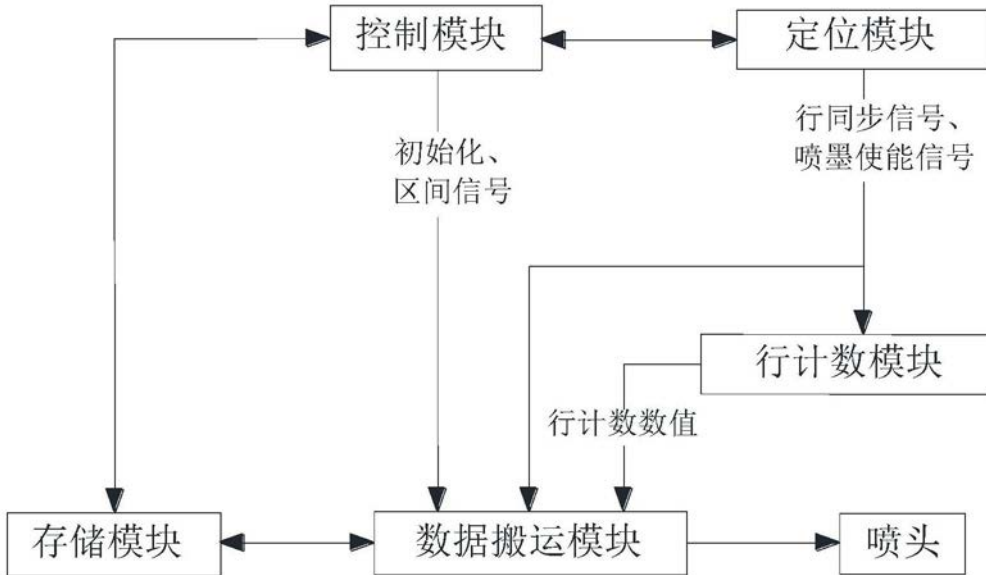 控制模块
定位模块
行同步信号、
喷墨使能信号
初始化、
区间信号
行计数模块
行计数数值
存储模块
数据搬运模块
喷头